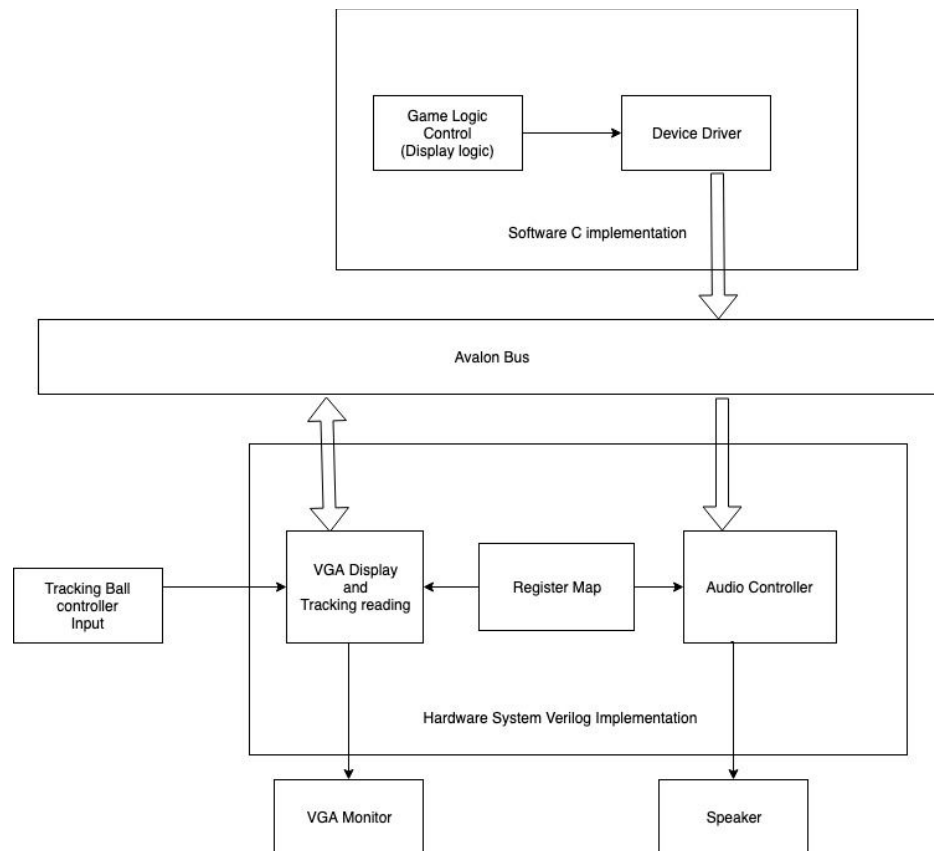 Game Logic
Control
(Display logic)
Device Driver
Software C implementation
Avalon Bus
VGA Display
and
Tracking reading
Register Map
Audio Controller
Tracking Ball
controller
Input
Hardware System Verilog Implementation
VGA Monitor
Speaker